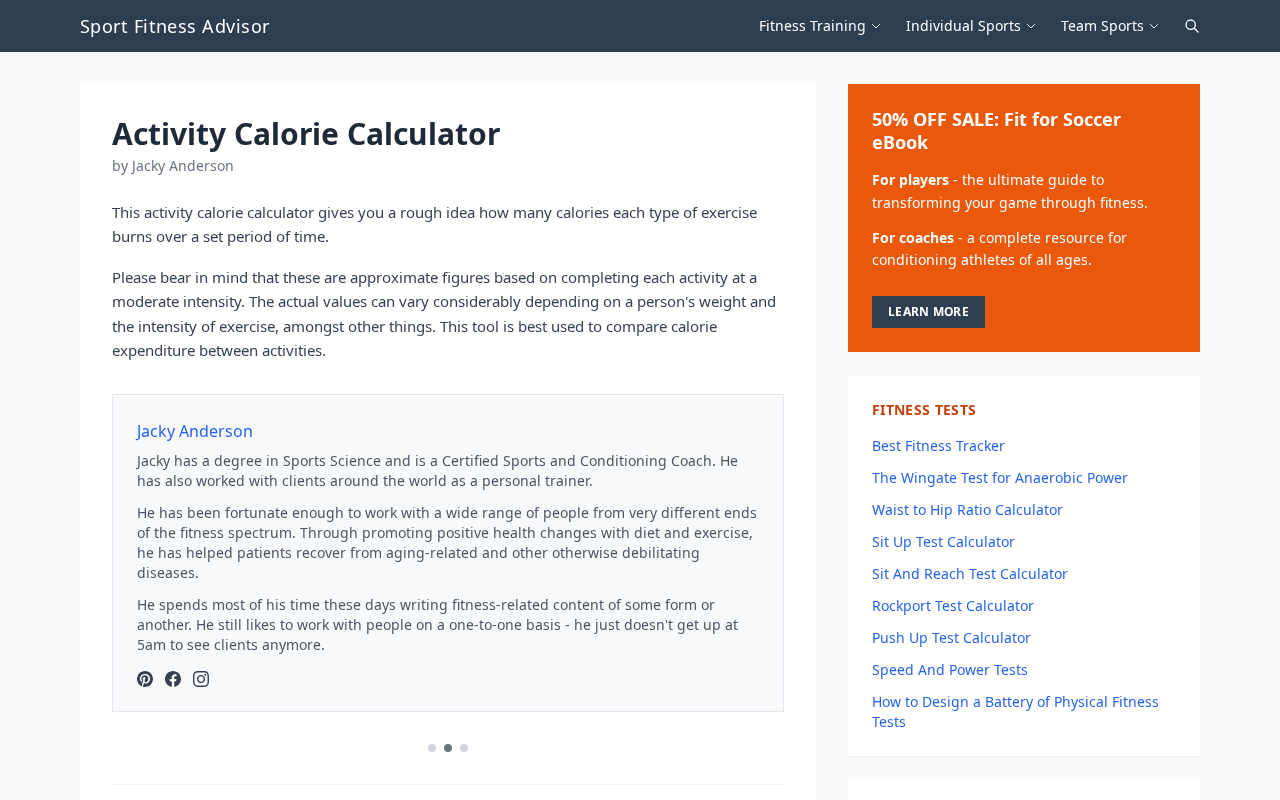 Sport Fitness Advisor
Fitness Training
Individual Sports
Team Sports
Activity Calorie Calculator
by Jacky Anderson
This activity calorie calculator gives you a rough idea how many calories each type of exercise
burns over a set period of time.
Please bear in mind that these are approximate figures based on completing each activity at a
moderate intensity. The actual values can vary considerably depending on a person's weight and
the intensity of exercise, amongst other things. This tool is best used to compare calorie
expenditure between activities.
Jacky Anderson
Jacky has a degree in Sports Science and is a Certified Sports and Conditioning Coach. He
has also worked with clients around the world as a personal trainer.
He has been fortunate enough to work with a wide range of people from very different ends
of the fitness spectrum. Through promoting positive health changes with diet and exercise,
he has helped patients recover from aging-related and other otherwise debilitating
diseases.
He spends most of his time these days writing fitness-related content of some form or
another. He still likes to work with people on a one-to-one basis - he just doesn't get up at
5am to see clients anymore.
50% OFF SALE: Fit for Soccer
eBook
For players - the ultimate guide to
transforming your game through fitness.
For coaches - a complete resource for
conditioning athletes of all ages.
LEARN MORE
FITNESS TESTS
Best Fitness Tracker
The Wingate Test for Anaerobic Power
Waist to Hip Ratio Calculator
Sit Up Test Calculator
Sit And Reach Test Calculator
Rockport Test Calculator
Push Up Test Calculator
Speed And Power Tests
How to Design a Battery of Physical Fitness
Tests